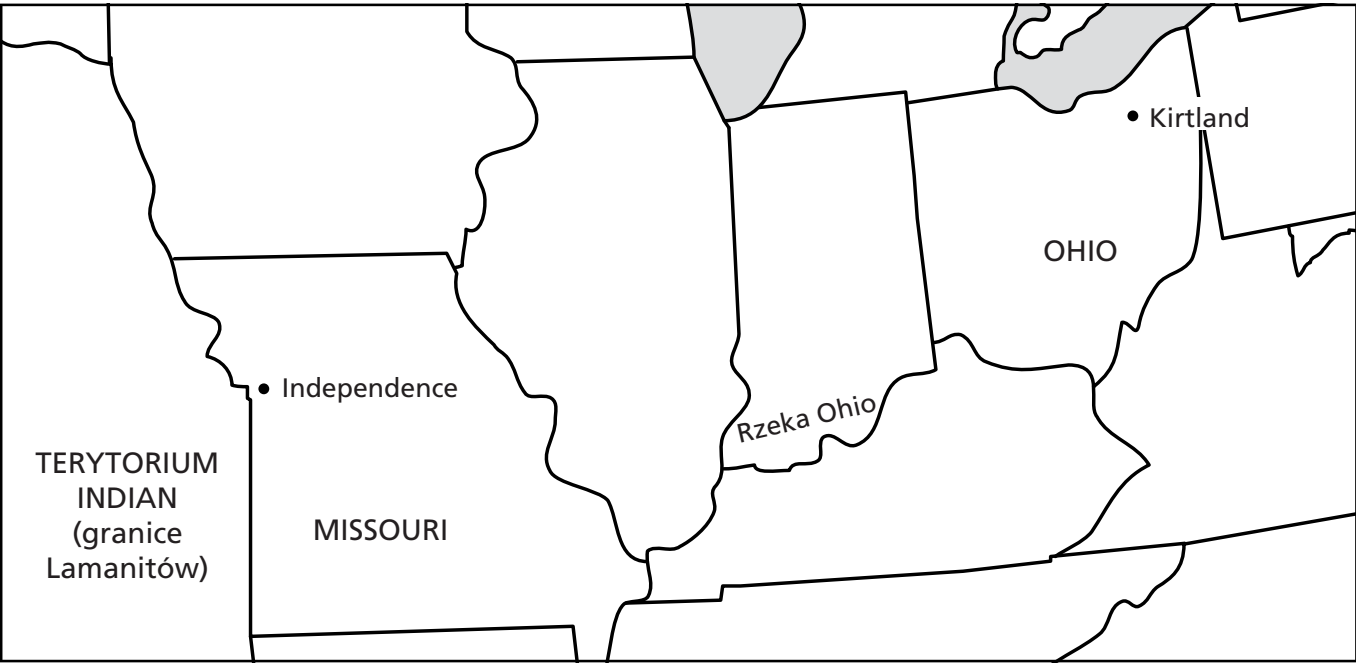 Kirtland
OHIO
Independence
Rzeka Ohio
TERYTORIUM
INDIAN
(granice
Lamanitów)
MISSOURI